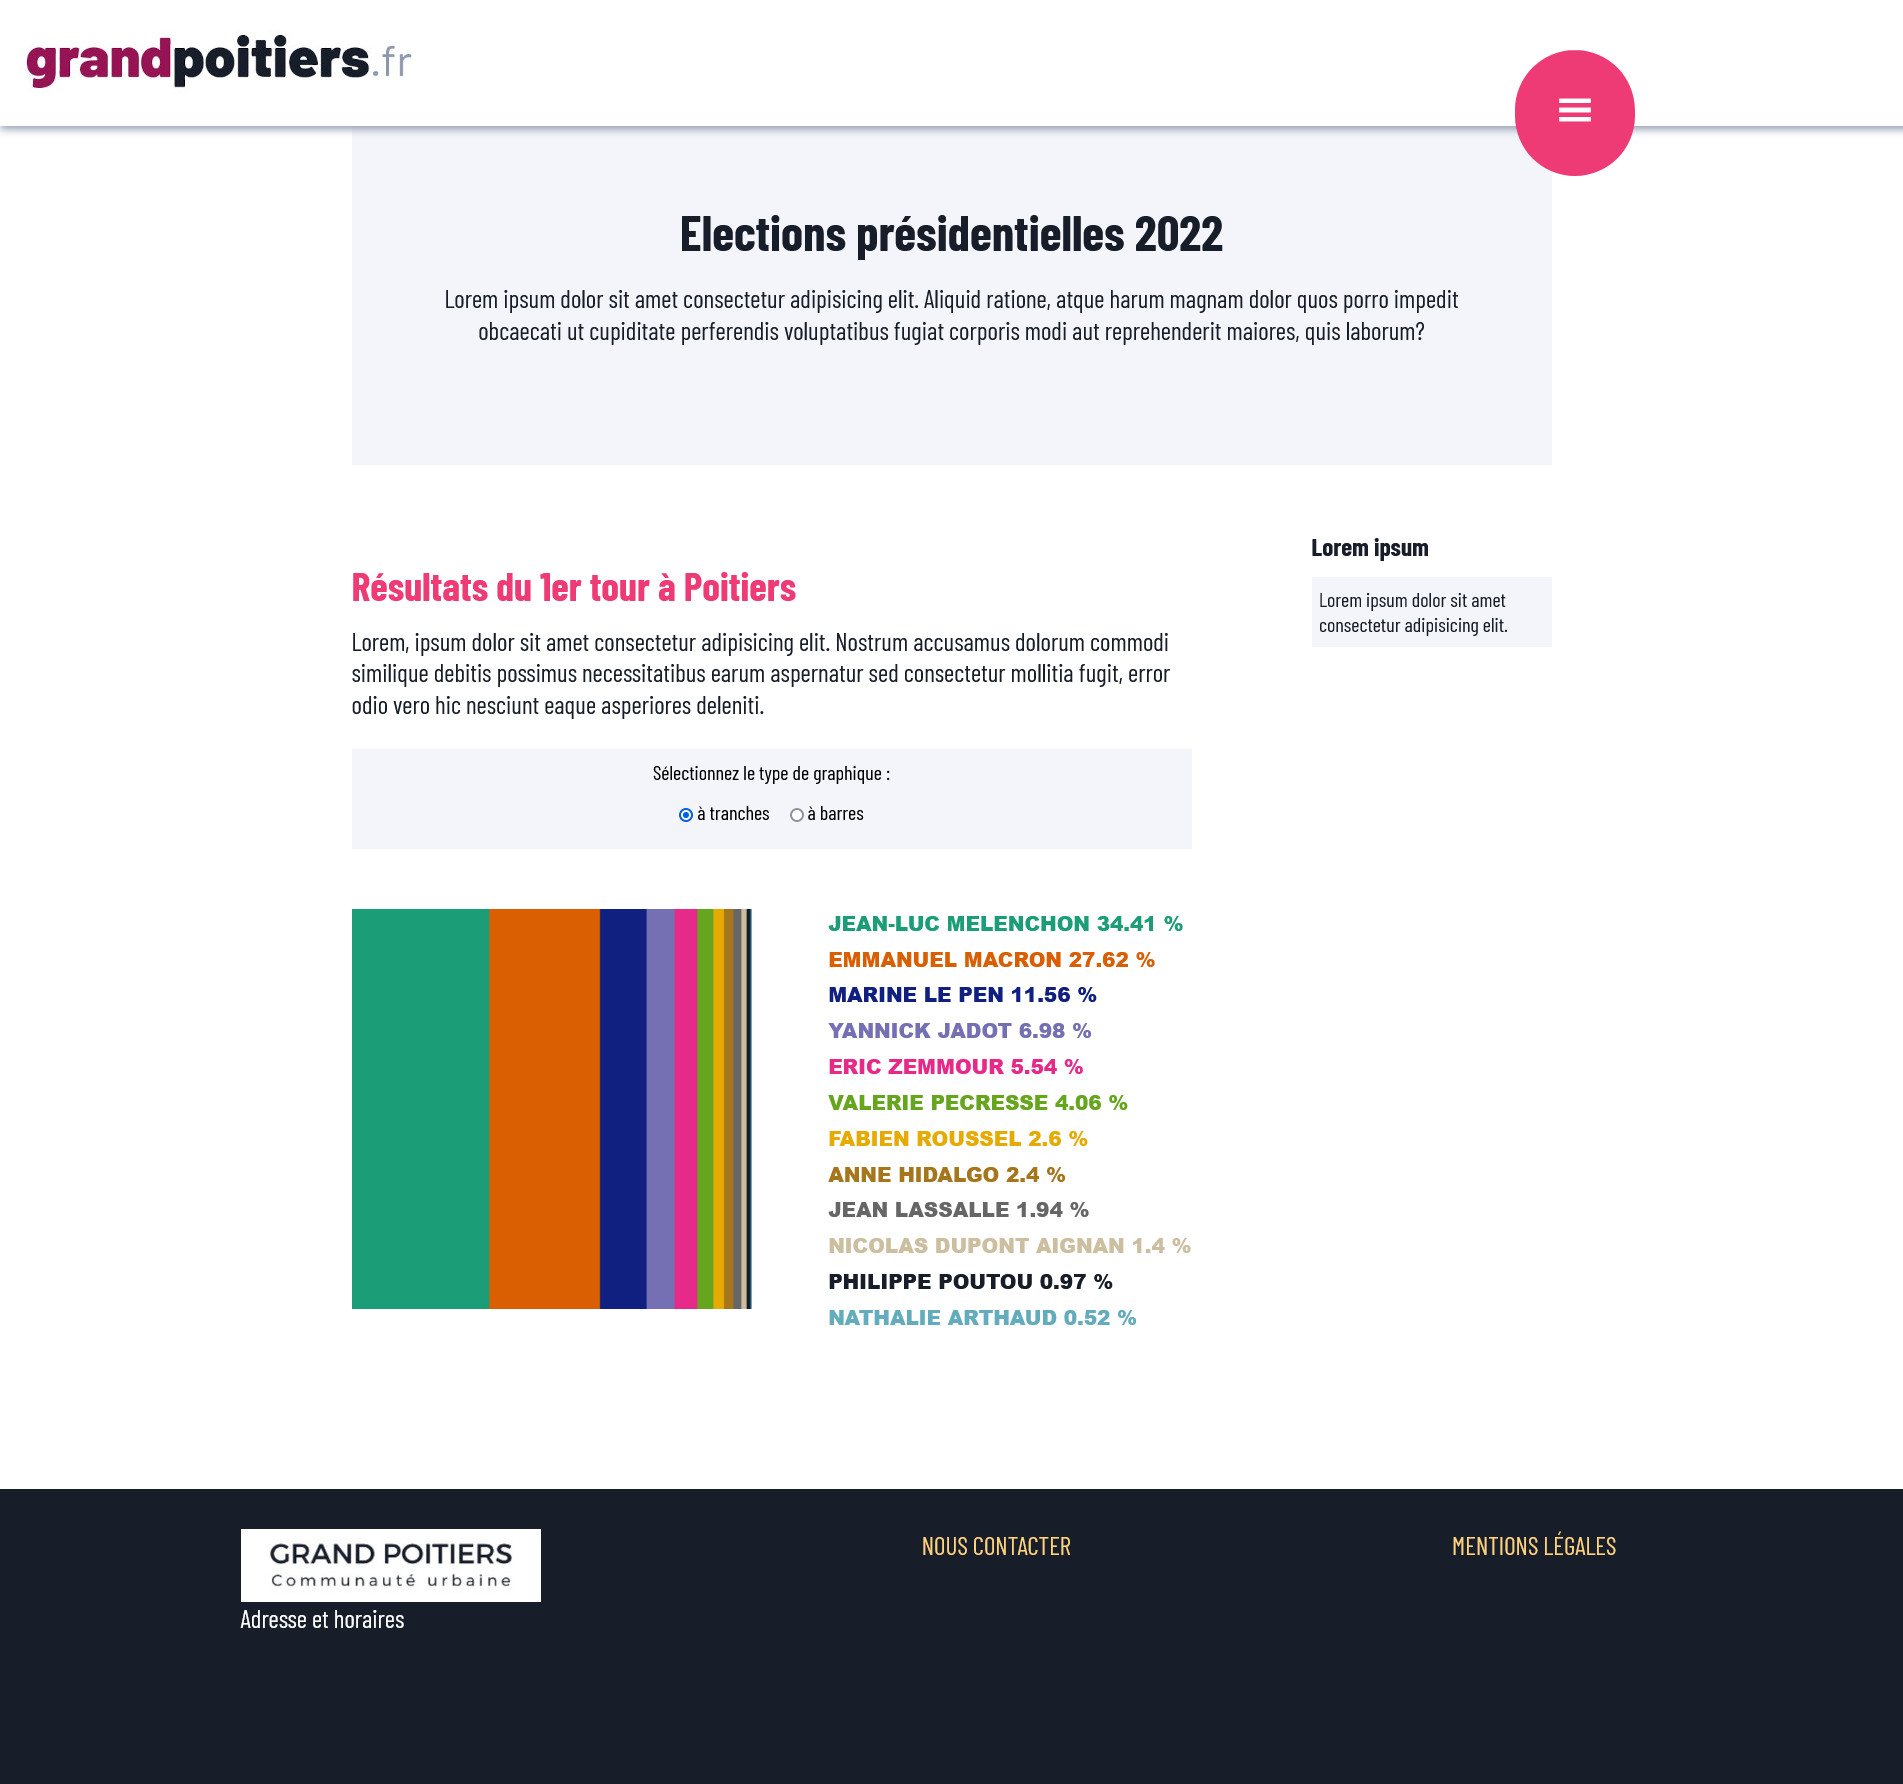 grandpoitiers.fr
Elections présidentielles 2022
Lorem ipsum dolor sit amet consectetur adipisicing elit. Aliquid ratione, atque harum magnam dolor quos porro impedit
obcaecati ut cupiditate perferendis voluptatibus fugiat corporis modi aut reprehenderit maiores, quis laborum?
Résultats du 1er tour à Poitiers
Lorem, ipsum dolor sit amet consectetur adipisicing elit. Nostrum accusamus dolorum commodi
similique debitis possimus necessitatibus earum aspernatur sed consectetur mollitia fugit, error
odio vero hic nesciunt eaque asperiores deleniti.
Sélectionnez le type de graphique :
à tranches à barres
JEAN-LUC MELENCHON 34.41 %
EMMANUEL MACRON 27.62 %
MARINE LE PEN 11.56 %
YANNICK JADOT 6.98 %
ERIC ZEMMOUR 5.54 %
VALERIE PECRESSE 4.06 %
FABIEN ROUSSEL 2.6 %
ANNE HIDALGO 2.4 %
JEAN LASSALLE 1.94 %
NICOLAS DUPONT AIGNAN 1.4 %
PHILIPPE POUTOU 0.97 %
NATHALIE ARTHAUD 0.52 %
Lorem ipsum
Lorem ipsum dolor sit amet
consectetur adipisicing elit.
GRAND POITIERS
Communauté urbaine
Adresse et horaires
NOUS CONTACTER
MENTIONS LÉGALES